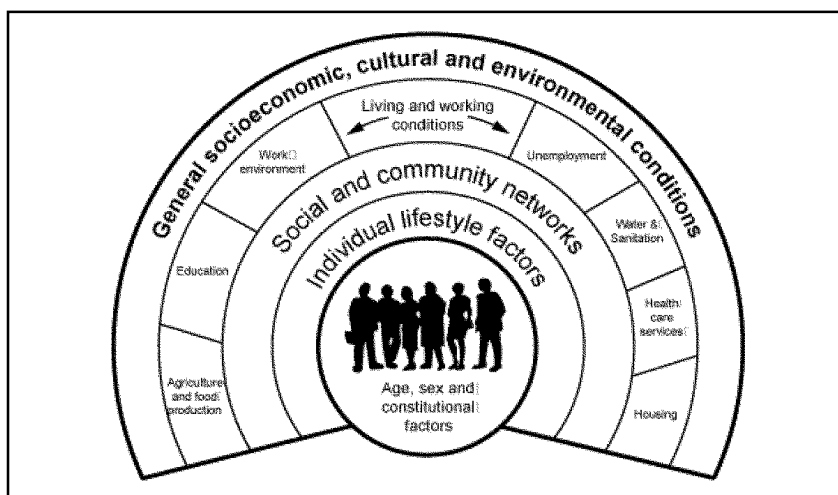 General socioeconomic, cultural and environmental conditions
Living and working
conditions
Work
environment
Unemployment
Education
Water &
Sanitation
Agriculture
and food
production
Health
care
services
Housing
Social and community networks
Individual lifestyle factors
Age, sex and
constitutional
factors